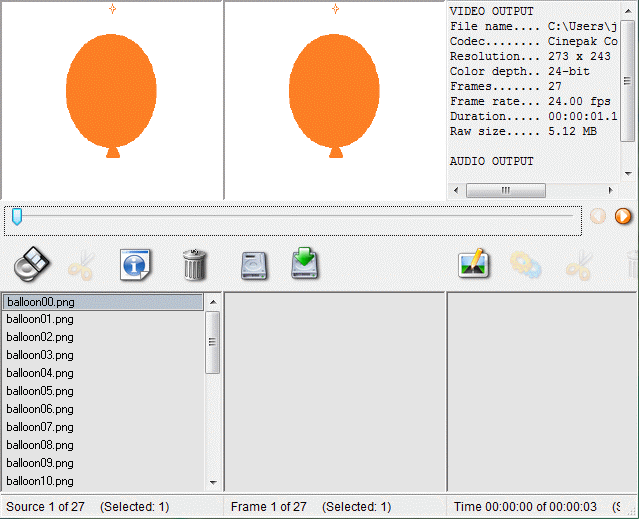 VIDEO OUTPUT
File name.... C:\Users\j
Codec........ Cinepak Co
Resolution... 273 x 243
Color depth.. 24-bit
Frames....... 27
Frame rate... 24.00 fps
Duration..... 00:00:01.1
Raw size..... 5.12 MB
AUDIO OUTPUT
balloon00.png
balloon01.png
balloon02.png
balloon03.png
balloon04.png
balloon05.png
balloon06.png
balloon07.png
balloon08.png
balloon09.png
balloon10.png
Source 1 of 27 (Selected: 1)
Frame 1 of 27 (Selected: 1)
Time 00:00:00 of 00:00:03 (S